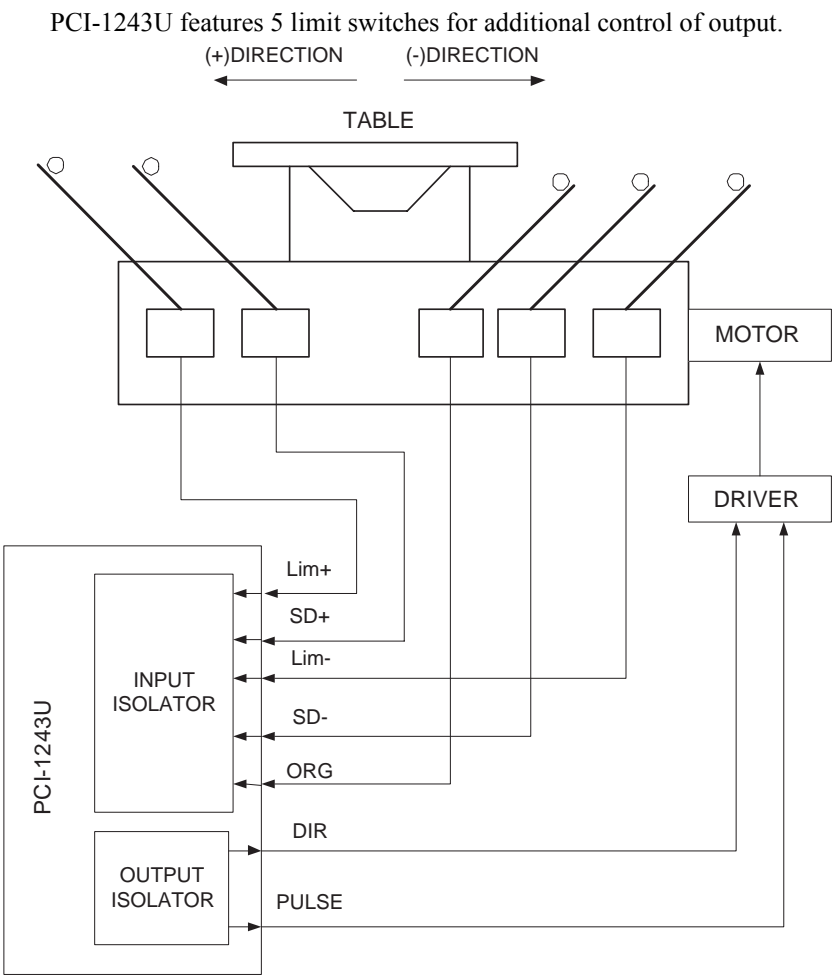 PCI-1243U features 5 limit switches for additional control of output.
(+)DIRECTION (-)DIRECTION
TABLE
MOTOR
DRIVER
Lim+
SD+
Lim-
INPUT
ISOLATOR
SD-
ORG
PCI-1243U
DIR
OUTPUT
ISOLATOR
PULSE